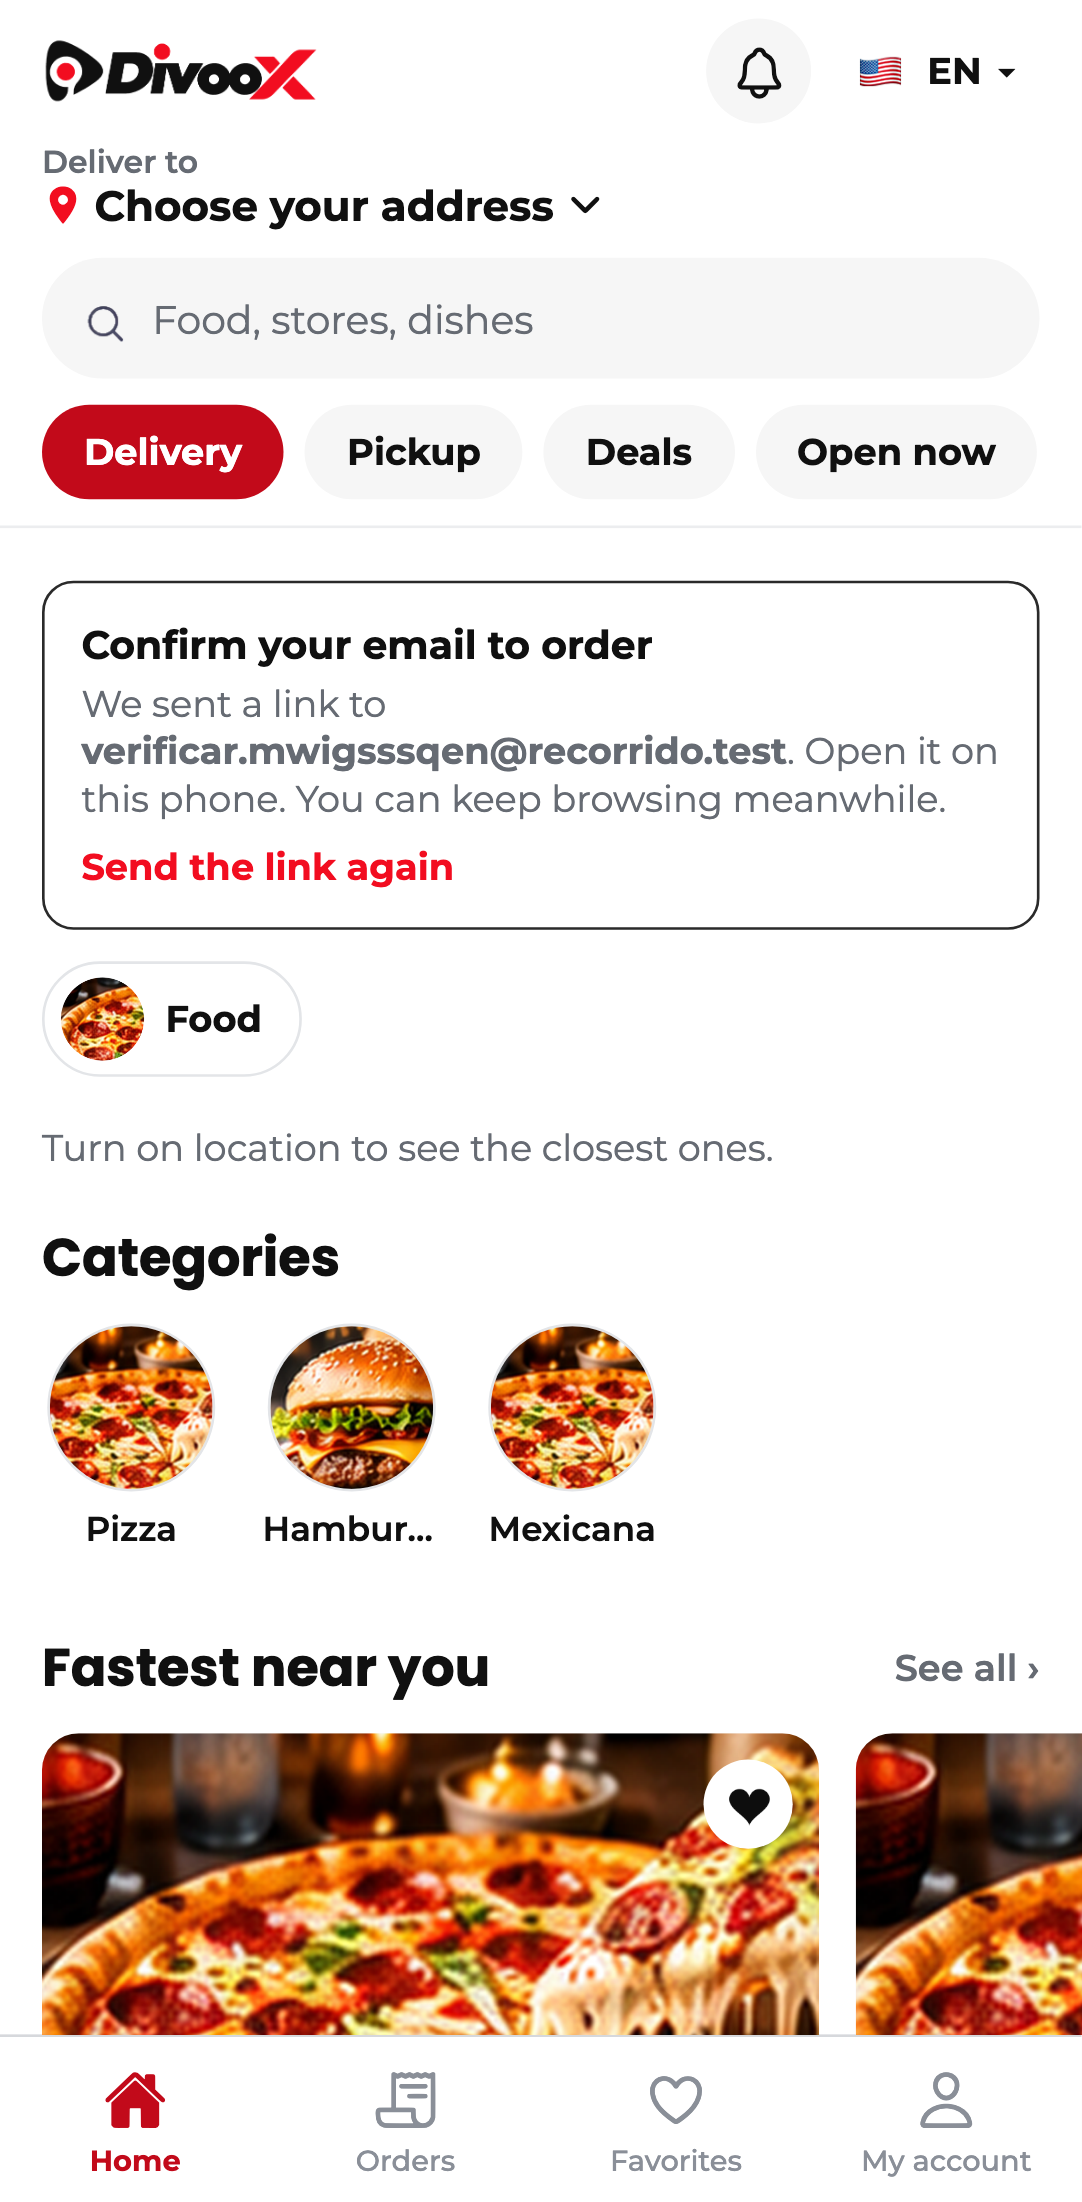 DivooX
EN
Deliver to
Choose your address
Food, stores, dishes
Delivery
Pickup
Deals
Open now
Confirm your email to order
We sent a link to
verificar.mwigsssqen@recorrido.test. Open it on
this phone. You can keep browsing meanwhile.
Send the link again
Food
Turn on location to see the closest ones.
Categories
Pizza
Hambur...
Mexicana
Fastest near you
See all ›
Home
Orders
Favorites
My account